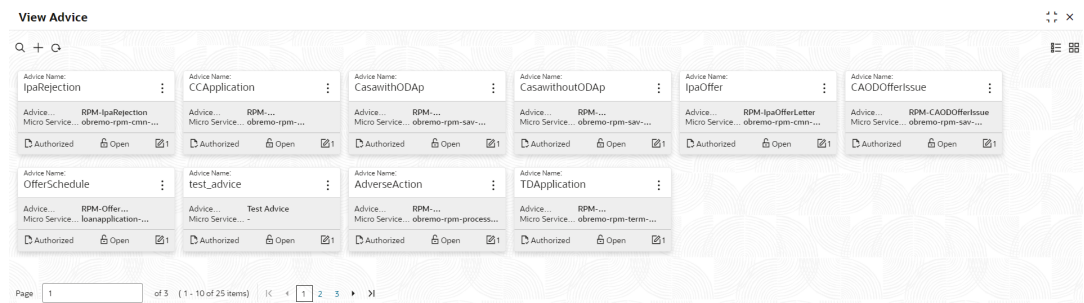 View Advice
Advice Name: Advice Name: Advice Name: Advice Name: Advice Name: Advice Name:
IpaRejection CCApplication CasawithODAp CasawithoutODAp IpaOffer CAODOfferIssue
Advice... RPM-IpaRejection Advice... RPM-... Advice... RPM-... Advice... RPM-... Advice... RPM-IpaOfferLetter Advice... RPM-CAODOfferIssue
Micro Service... obremo-rpm-cmn-... Micro Service... obremo-rpm-... Micro Service... obremo-rpm-sav-... Micro Service... obremo-rpm-sav-... Micro Service... obremo-rpm-cmn-... Micro Service... obremo-rpm-sav-...
Authorized Open 1 Authorized Open 1 Authorized Open 1 Authorized Open 1 Authorized Open 1 Authorized Open 1
Advice Name: Advice Name: Advice Name: Advice Name:
OfferSchedule test_advice AdverseAction TDApplication
Advice... RPM-Offer... Advice... Test Advice Advice... RPM-... Advice... RPM-...
Micro Service... loanapplication-... Micro Service... - Micro Service... obremo-rpm-process... Micro Service... obremo-rpm-term-...
Authorized Open 1 Authorized Open 1 Authorized Open 1 Authorized Open 1
Page 1 of 3 (1 - 10 of 25 items) 1 2 3